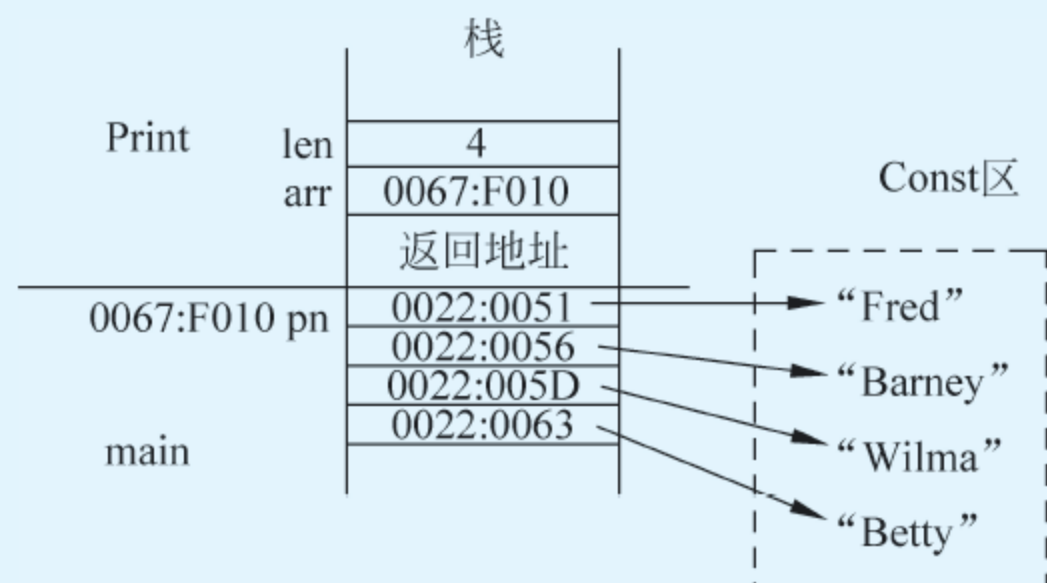 栈
Print
len
4
arr
0067:F010
Const区
返回地址
0067:F010 pn
0022:0051
“Fred”
0022:0056
“Barney”
0022:005D
“Wilma”
0022:0063
main
“Betty”